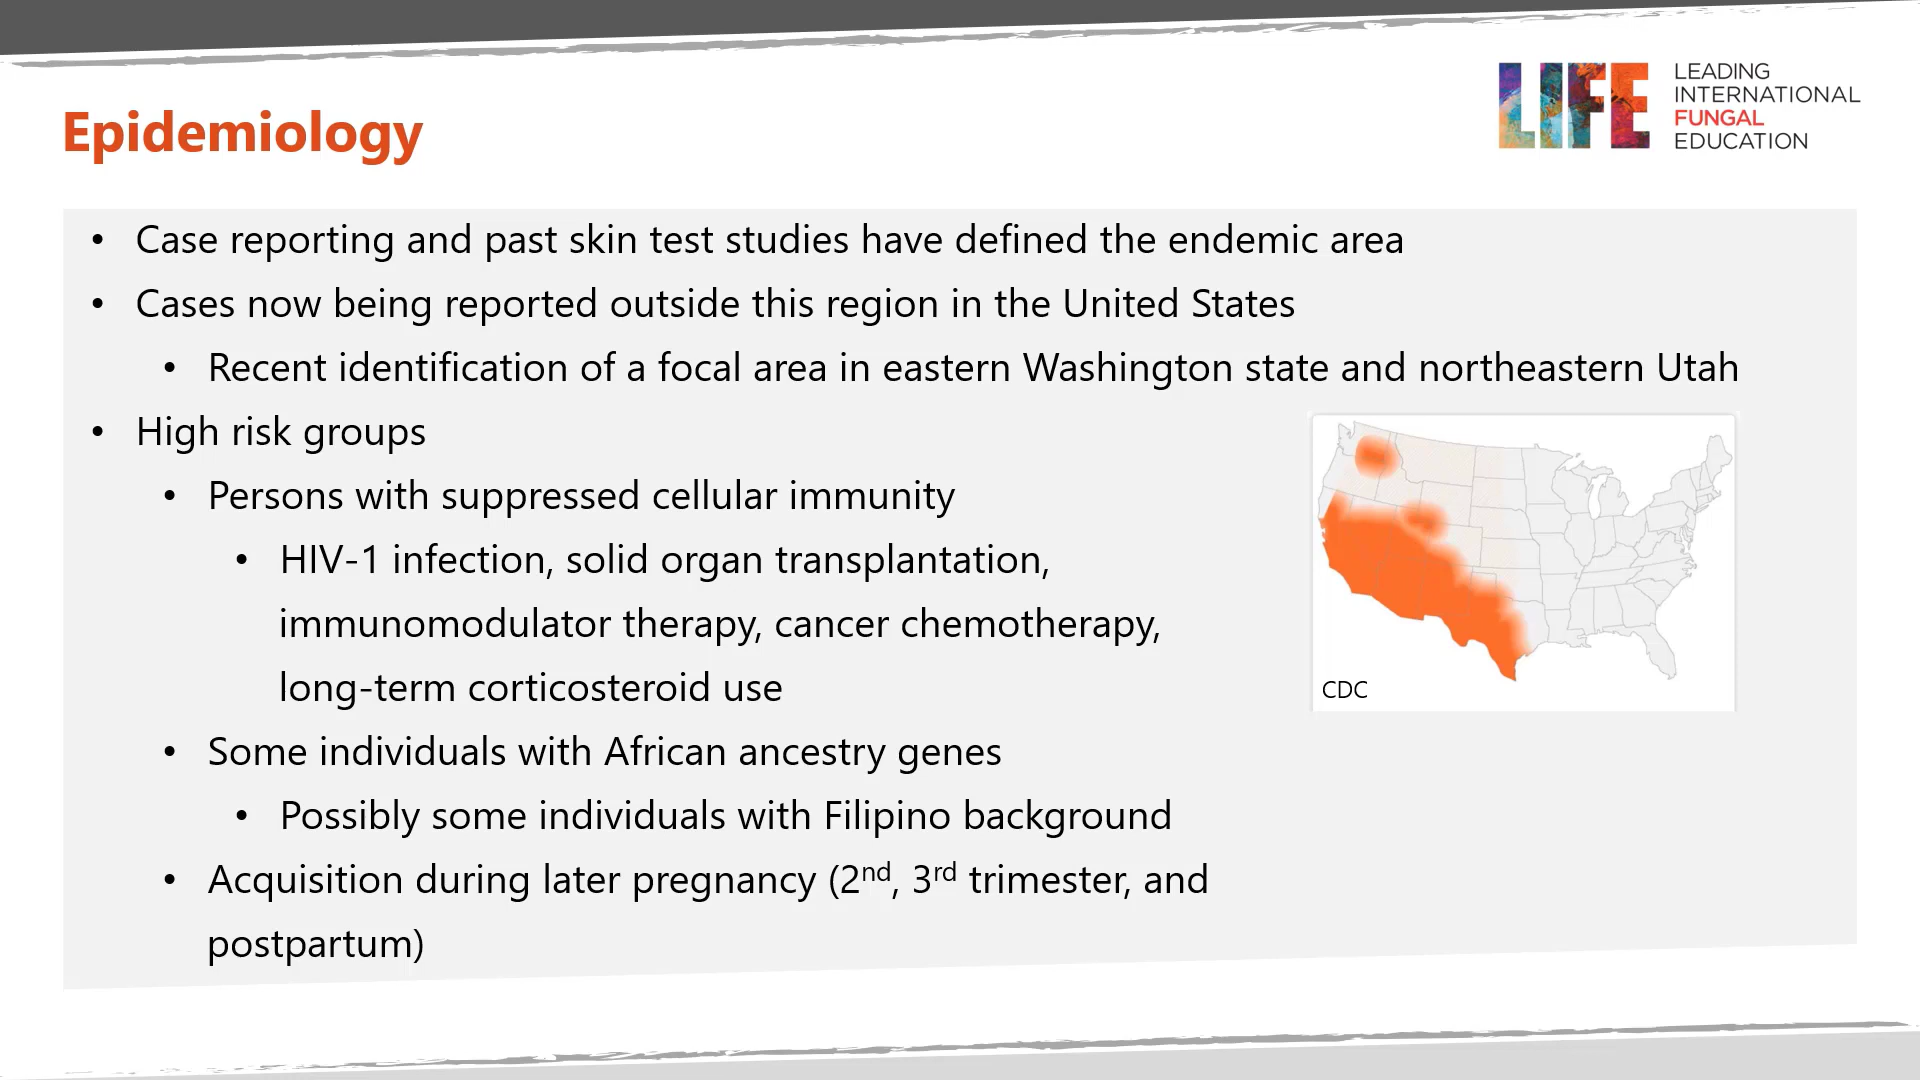 LIFE
LEADING
INTERNATIONAL
FUNGAL
EDUCATION
Epidemiology
• Case reporting and past skin test studies have defined the endemic area
• Cases now being reported outside this region in the United States
• Recent identification of a focal area in eastern Washington state and northeastern Utah
• High risk groups
• Persons with suppressed cellular immunity
• HIV-1 infection, solid organ transplantation,
immunomodulator therapy, cancer chemotherapy,
long-term corticosteroid use
• Some individuals with African ancestry genes
• Possibly some individuals with Filipino background
• Acquisition during later pregnancy (2nd, 3rd trimester, and
postpartum)
CDC